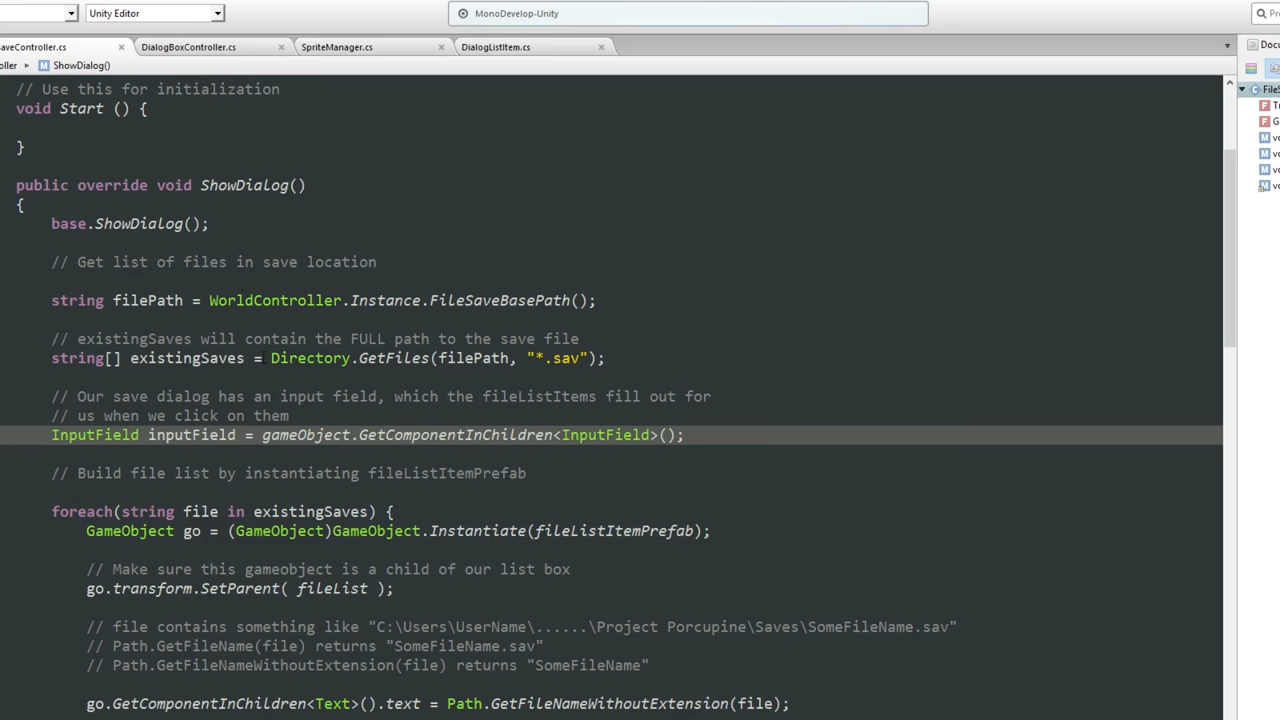 Unity Editor
MonoDevelop-Unity
aveController.cs
DialogBoxController.cs
SpriteManager.cs
DialogListItem.cs
ller
ShowDialog()
// Use this for initialization
void Start () {
}
public override void ShowDialog()
{
base.ShowDialog();
// Get list of files in save location
string filePath = WorldController.Instance.FileSaveBasePath();
// existingSaves will contain the FULL path to the save file
string[] existingSaves = Directory.GetFiles(filePath, "*.sav");
// Our save dialog has an input field, which the fileListItems fill out for
// us when we click on them
InputField inputField = gameObject.GetComponentInChildren<InputField>();
// Build file list by instantiating fileListItemPrefab
foreach(string file in existingSaves) {
GameObject go = (GameObject)GameObject.Instantiate(fileListItemPrefab);
// Make sure this gameobject is a child of our list box
go.transform.SetParent( fileList );
// file contains something like "C:\Users\UserName\......\Project Porcupine\Saves\SomeFileName.sav"
// Path.GetFileName(file) returns "SomeFileName.sav"
// Path.GetFileNameWithoutExtension(file) returns "SomeFileName"
go.GetComponentInChildren<Text>().text = Path.GetFileNameWithoutExtension(file);
Docu
C FileS
F T
F G
M vo
M vo
M vo
M vo